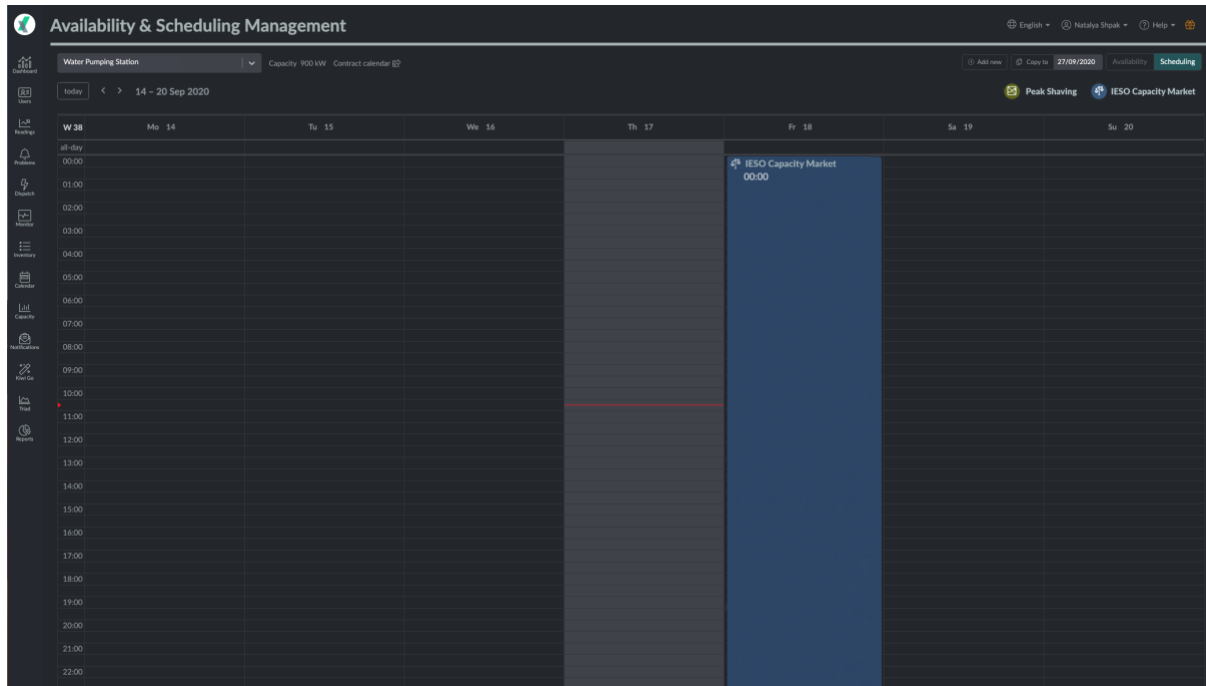 Availability & Scheduling Management
English
Natalya Shpak
Help
Water Pumping Station
Capacity 900 kW Contract calendar
Add new
Copy to 27/09/2020
Availability
Scheduling
today
14 – 20 Sep 2020
Peak Shaving
IESO Capacity Market
Dashboard
Users
Readings
Problems
Dispatch
Monitor
Inventory
Calendar
Capacity
Notifications
Kiwi Go
Triad
Reports
W 38 Mo 14 Tu 15 We 16 Th 17 Fr 18 Sa 19 Su 20
all-day
00:00
IESO Capacity Market
00:00
01:00
02:00
03:00
04:00
05:00
06:00
07:00
08:00
09:00
10:00
11:00
12:00
13:00
14:00
15:00
16:00
17:00
18:00
19:00
20:00
21:00
22:00